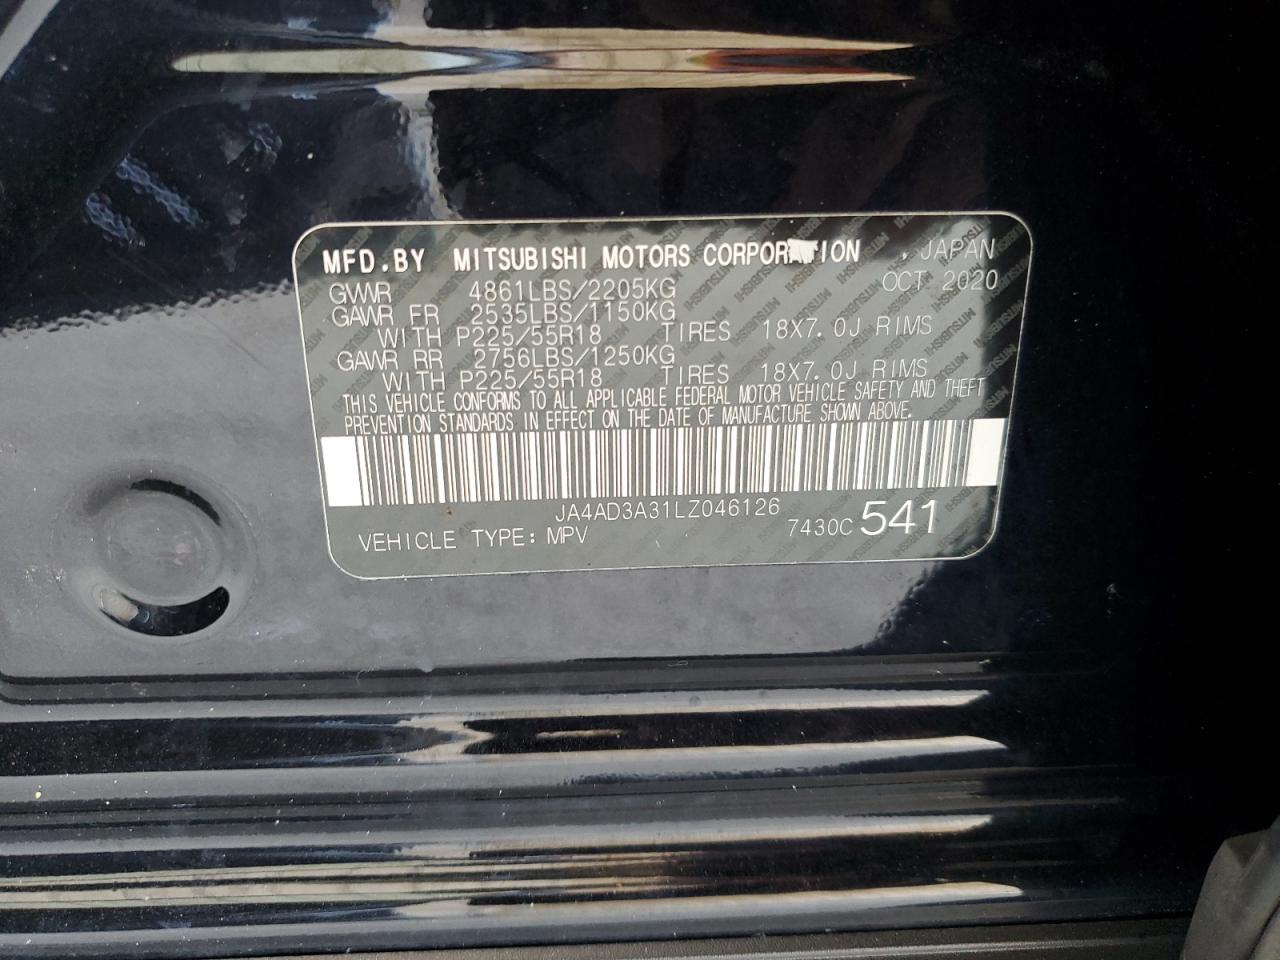 MFD.BY MITSUBISHI MOTORS CORPORATION , JAPAN
GVWR 4861LBS/2205KG OCT 2020
GAWR FR 2535LBS/1150KG
WITH P225/55R18 TIRES 18X7.0J RIMS
GAWR RR 2756LBS/1250KG
WITH P225/55R18 TIRES 18X7.0J RIMS
THIS VEHICLE CONFORMS TO ALL APPLICABLE FEDERAL MOTOR VEHICLE SAFETY AND THEFT
PREVENTION STANDARDS IN EFFECT ON THE DATE OF MANUFACTURE SHOWN ABOVE.
JA4AD3A31LZ046126
VEHICLE TYPE: MPV 7430C 541